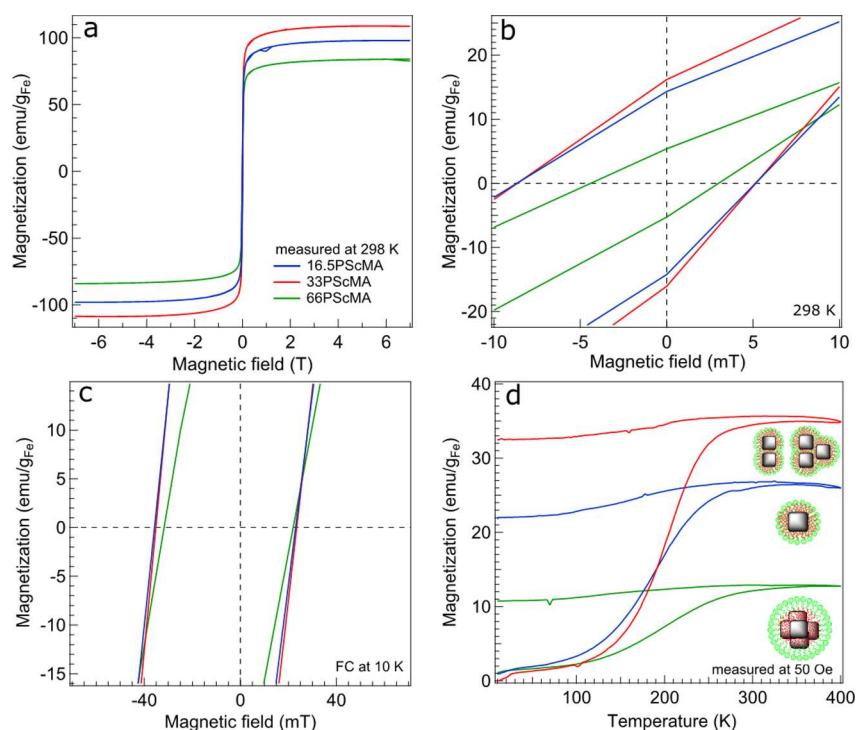 a
100
50
0
-50
-100
Magnetization (emu/gFe)
measured at 298 K
16.5PScMA
33PScMA
66PScMA
-6
-4
-2
0
2
4
6
Magnetic field (T)
b
20
10
0
-10
-20
Magnetization (emu/gFe)
298 K
-10
-5
0
5
10
Magnetic field (mT)
c
10
5
0
-5
-10
-15
Magnetization (emu/gFe)
FC at 10 K
-40
0
40
Magnetic field (mT)
d
40
30
20
10
0
Magnetization (emu/gFe)
measured at 50 Oe
100
200
300
400
Temperature (K)